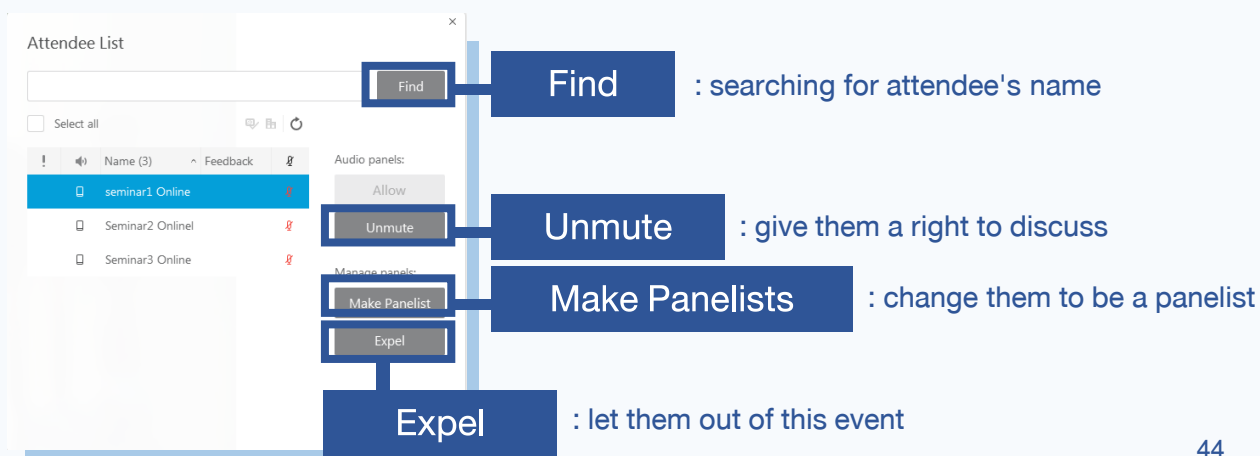 ×
Attendee List
Find
Find : searching for attendee's name
Select all
! Name (3) ^ Feedback
Audio panels:
seminar1 Online
Allow
Seminar2 Onlinel
Unmute
Unmute : give them a right to discuss
Seminar3 Online
Manage panels:
Make Panelist
Make Panelists : change them to be a panelist
Expel
Expel : let them out of this event
44